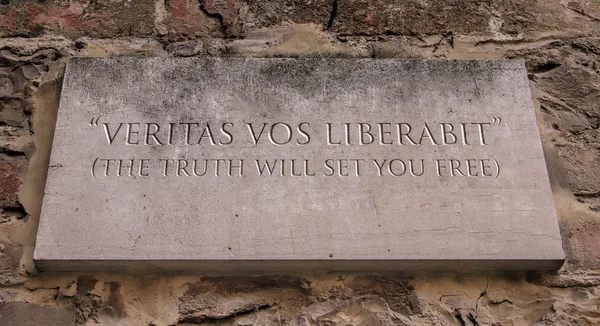 “VERITAS VOS LIBERABIT”
(THE TRUTH WILL SET YOU FREE)